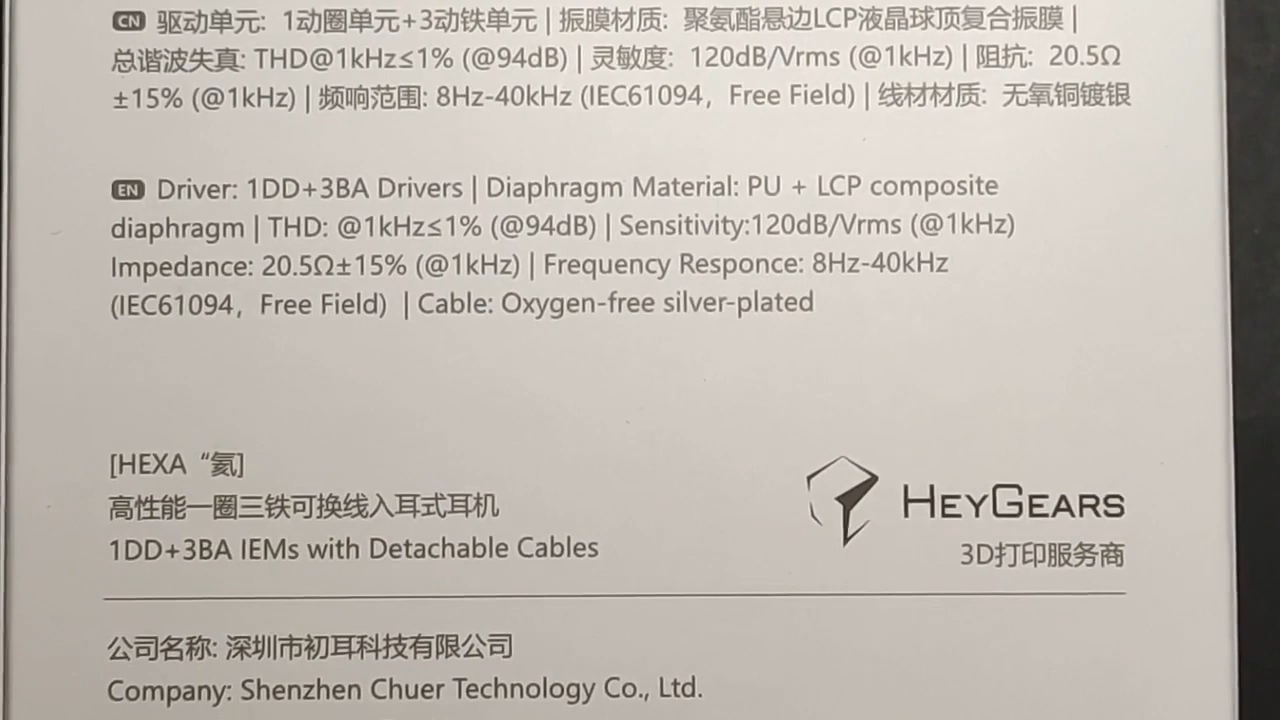 CN 驱动单元: 1动圈单元+3动铁单元 | 振膜材质: 聚氨酯悬边LCP液晶球顶复合振膜 |
总谐波失真: THD@1kHz≤1% (@94dB) | 灵敏度: 120dB/Vrms (@1kHz) | 阻抗: 20.5Ω
±15% (@1kHz) | 频响范围: 8Hz-40kHz (IEC61094, Free Field) | 线材材质: 无氧铜镀银
EN Driver: 1DD+3BA Drivers | Diaphragm Material: PU + LCP composite
diaphragm | THD: @1kHz≤1% (@94dB) | Sensitivity:120dB/Vrms (@1kHz)
Impedance: 20.5Ω±15% (@1kHz) | Frequency Responce: 8Hz-40kHz
(IEC61094, Free Field) | Cable: Oxygen-free silver-plated
[HEXA “氦]
高性能一圈三铁可换线入耳式耳机
1DD+3BA IEMs with Detachable Cables
HEYGEARS
3D打印服务商
公司名称: 深圳市初耳科技有限公司
Company: Shenzhen Chuer Technology Co., Ltd.